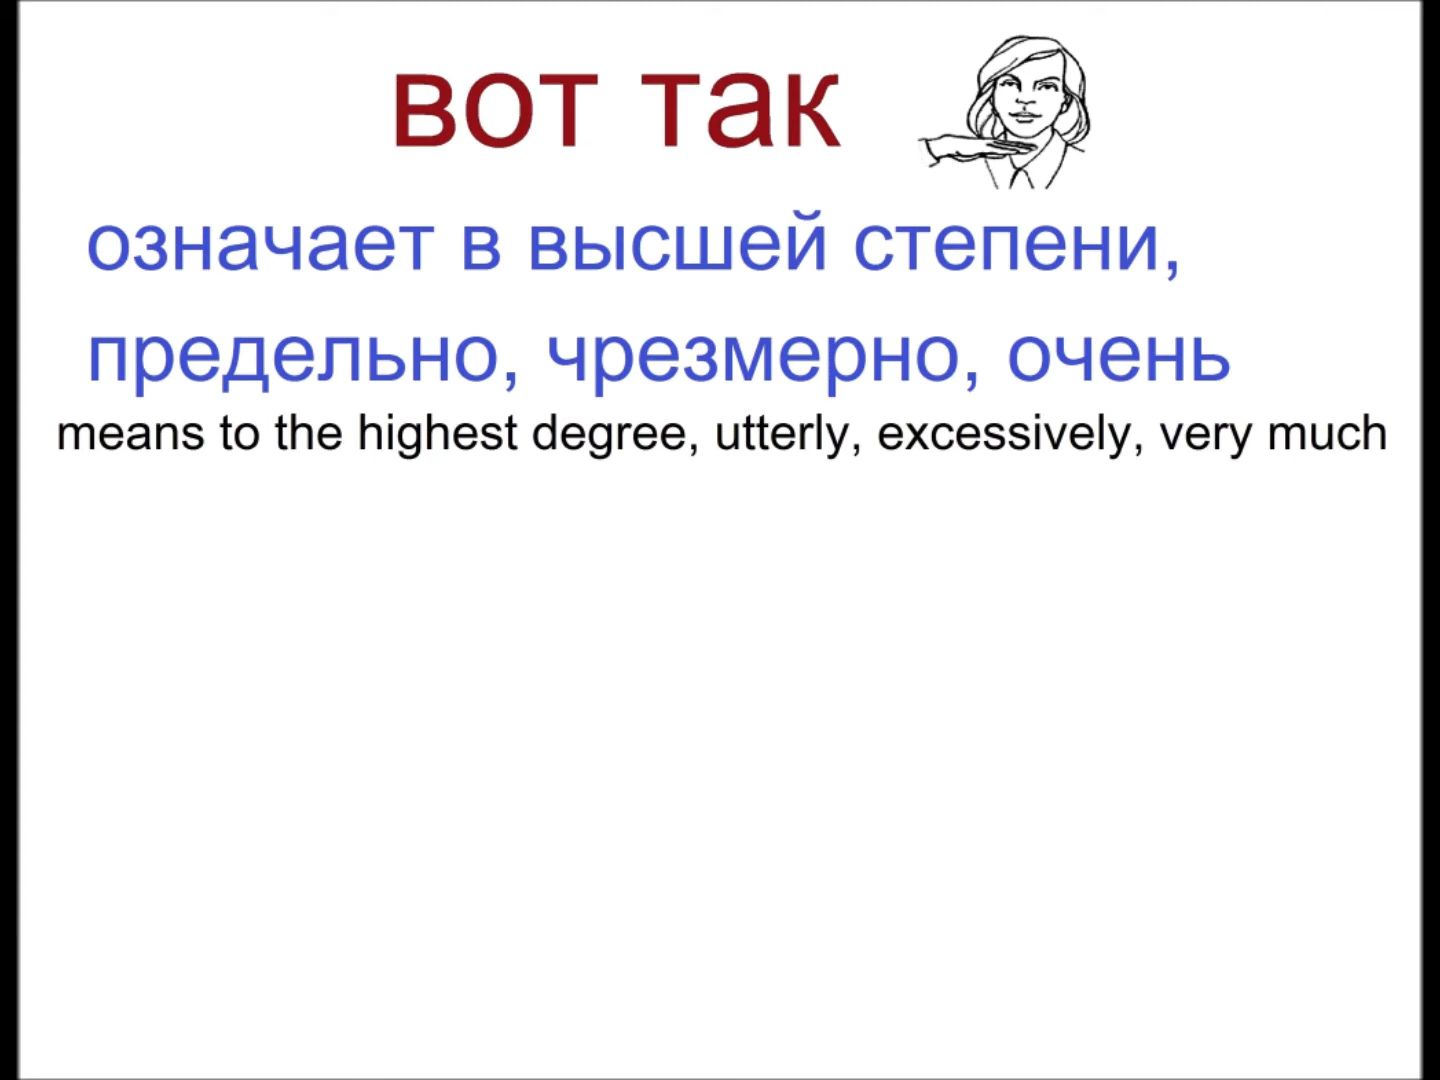 вот так
означает в высшей степени,
предельно, чрезмерно, очень
means to the highest degree, utterly, excessively, very much